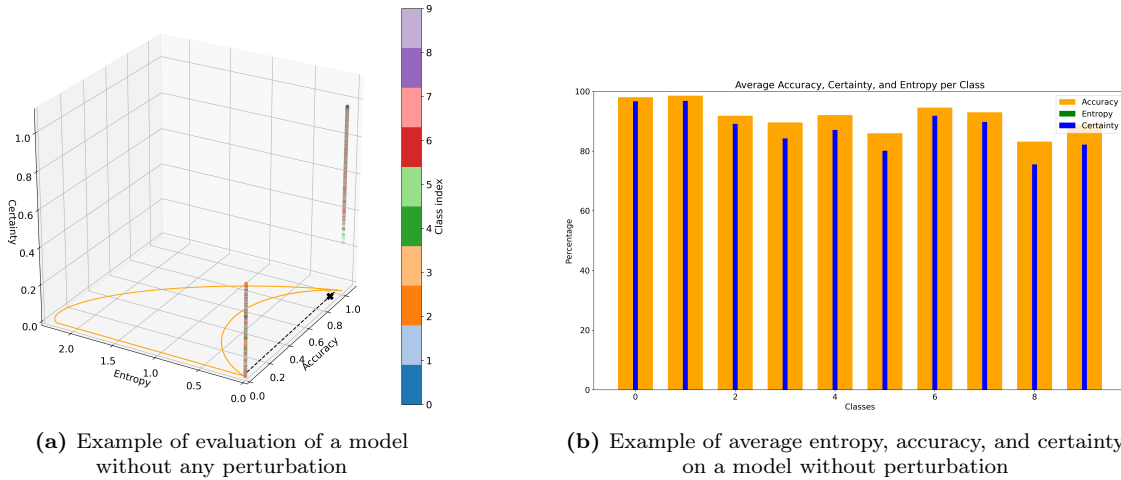 1.0
0.8
0.6
0.4
0.2
0.0
Certainty
2.0
1.5
1.0
0.5
0.0
Entropy
0.0
0.2
0.4
0.6
0.8
1.0
Accuracy
9
8
7
6
5
4
3
2
1
0
Class index
(a) Example of evaluation of a model
without any perturbation
Average Accuracy, Certainty, and Entropy per Class
100
80
60
40
20
0
Percentage
Accuracy
Entropy
Certainty
0
2
4
6
8
Classes
(b) Example of average entropy, accuracy, and certainty
on a model without perturbation